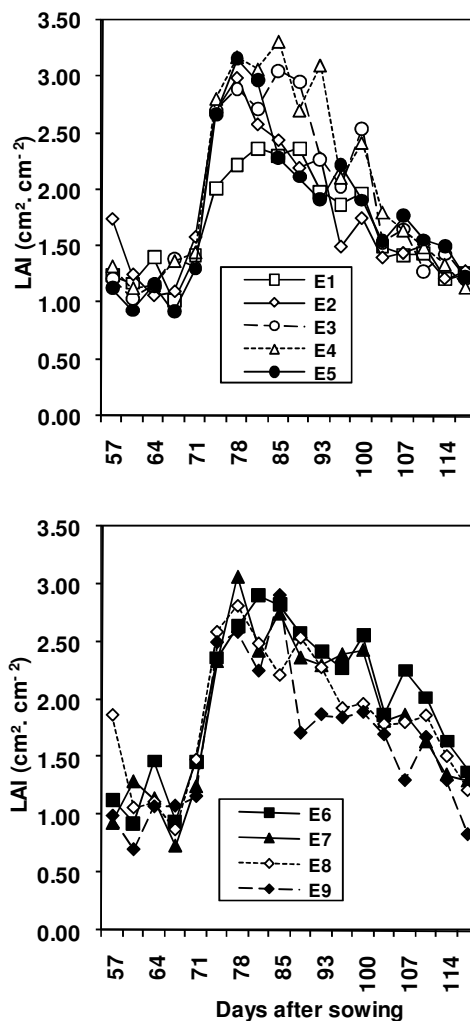 LAI (cm². cm⁻²)
3.50
3.00
2.50
2.00
1.50
1.00
0.50
0.00
E1
E2
E3
E4
E5
57 64 71 78 85 93 100 107 114
LAI (cm². cm⁻²)
3.50
3.00
2.50
2.00
1.50
1.00
0.50
0.00
E6
E7
E8
E9
57 64 71 78 85 93 100 107 114
Days after sowing